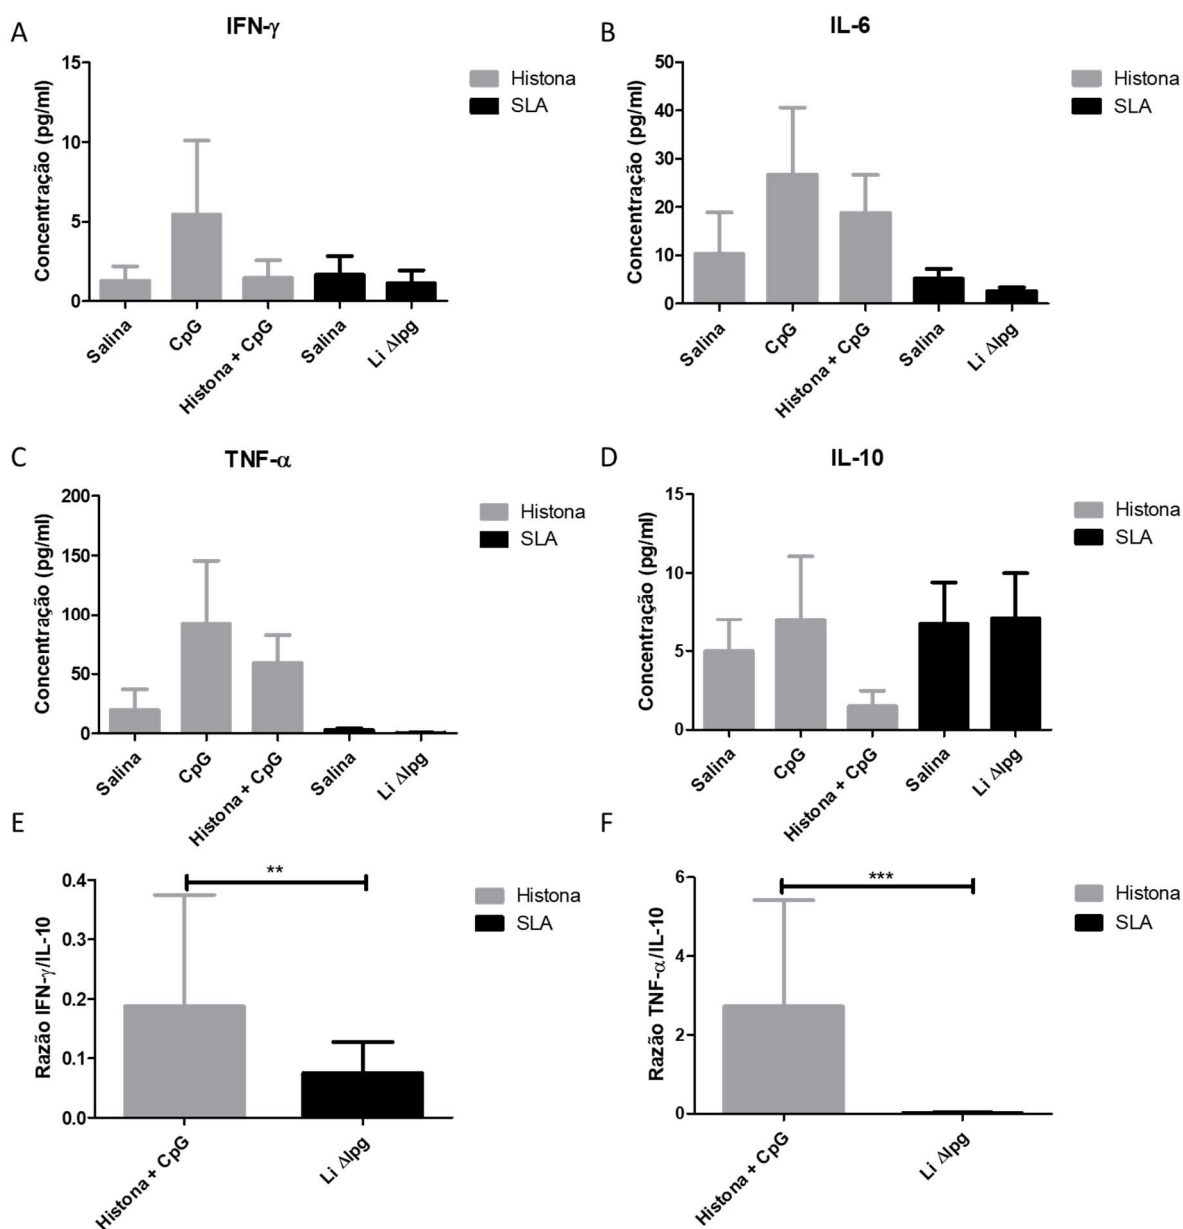 A
IFN-γ
Concentração (pg/ml)
15
10
5
0
Salina
CpG
Histona + CpG
Salina
Li Δlpg
Histona
SLA
B
IL-6
Concentração (pg/ml)
50
40
30
20
10
0
Salina
CpG
Histona + CpG
Salina
Li Δlpg
Histona
SLA
C
TNF-α
Concentração (pg/ml)
200
150
100
50
0
Salina
CpG
Histona + CpG
Salina
Li Δlpg
Histona
SLA
D
IL-10
Concentração (pg/ml)
15
10
5
0
Salina
CpG
Histona + CpG
Salina
Li Δlpg
Histona
SLA
E
Razão IFN-γ/IL-10
0.4
0.3
0.2
0.1
0.0
**
Histona + CpG
Li Δlpg
Histona
SLA
F
Razão TNF-α/IL-10
6
4
2
0
***
Histona + CpG
Li Δlpg
Histona
SLA